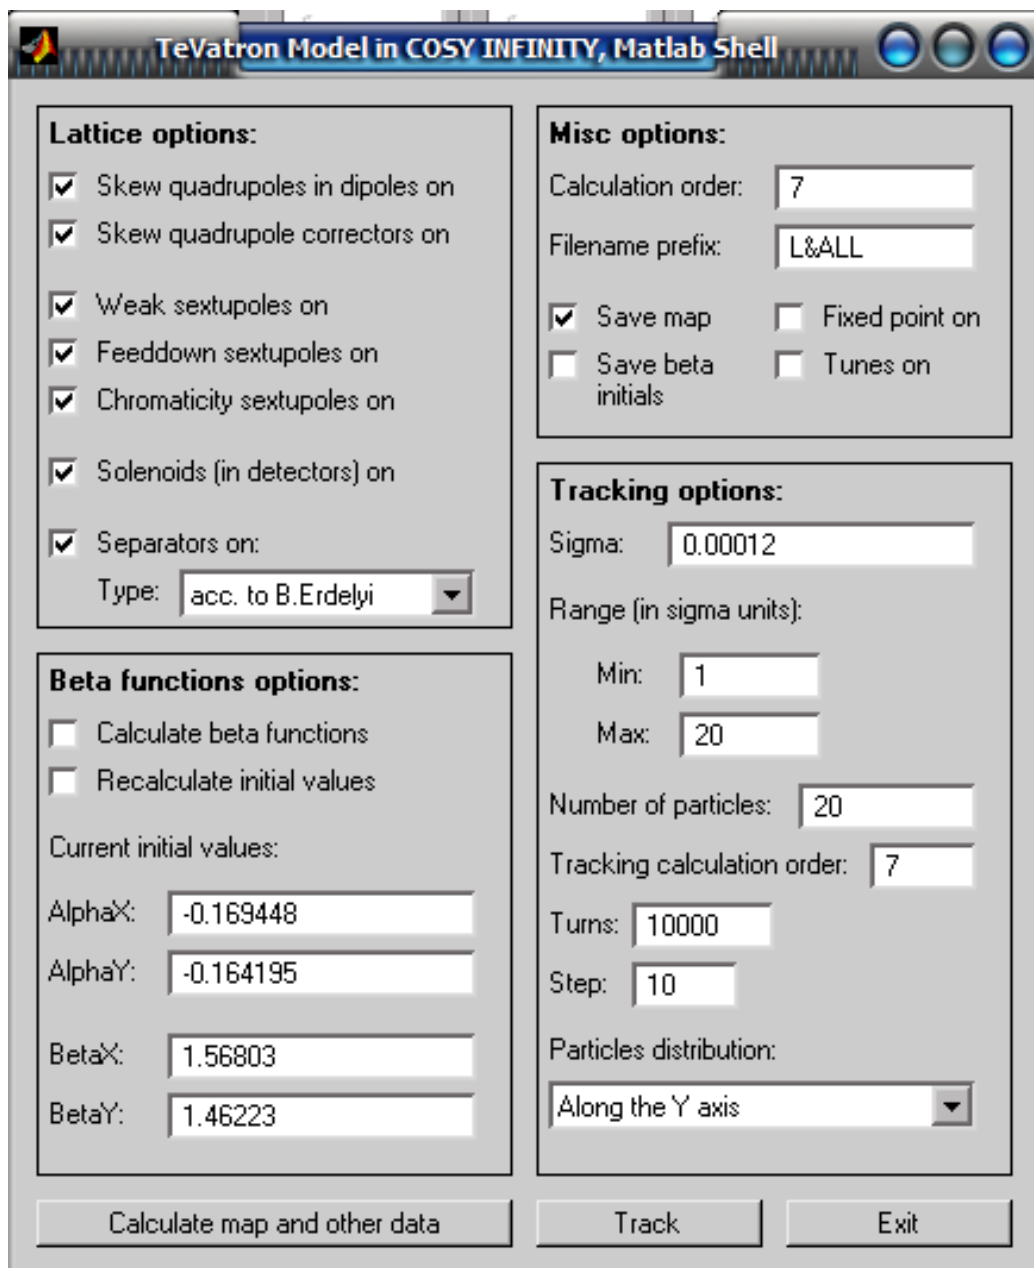 TeVatron Model in COSY INFINITY, Matlab Shell
Lattice options:
Skew quadrupoles in dipoles on
Skew quadrupole correctors on
Weak sextupoles on
Feeddown sextupoles on
Chromaticity sextupoles on
Solenoids (in detectors) on
Separators on:
Type: acc. to B.Erdelyi
Beta functions options:
Calculate beta functions
Recalculate initial values
Current initial values:
AlphaX: -0.169448
AlphaY: -0.164195
BetaX: 1.56803
BetaY: 1.46223
Misc options:
Calculation order: 7
Filename prefix: L&ALL
Save map Fixed point on
Save beta Tunes on
initials
Tracking options:
Sigma: 0.00012
Range (in sigma units):
Min: 1
Max: 20
Number of particles: 20
Tracking calculation order: 7
Turns: 10000
Step: 10
Particles distribution:
Along the Y axis
Calculate map and other data Track Exit